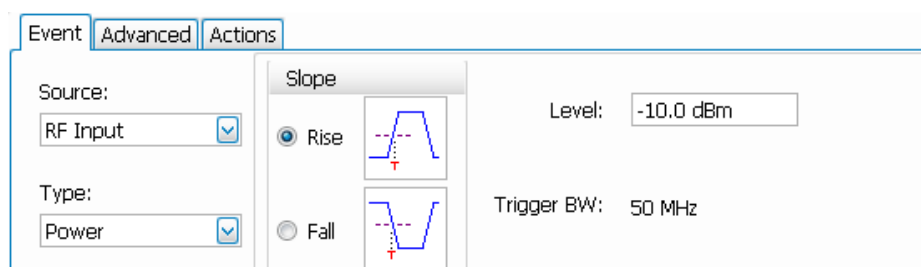 Event Advanced Actions
Source:
RF Input
Type:
Power
Slope
Rise
T
Fall
T
Level: -10.0 dBm
Trigger BW: 50 MHz